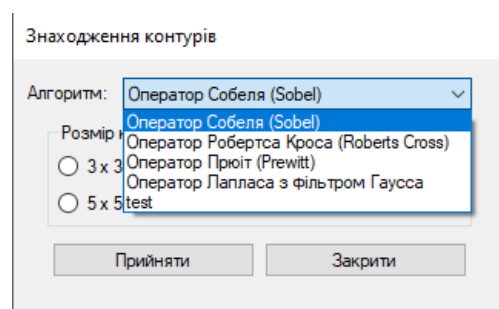 Знаходження контурів
Алгоритм: Оператор Собеля (Sobel)
Оператор Собеля (Sobel)
Розмір
Оператор Робертса Кроса (Roberts Cross)
3 x 3
Оператор Прюіт (Prewitt)
Оператор Лапласа з фільтром Гаусса
5 x 5
test
Прийняти
Закрити